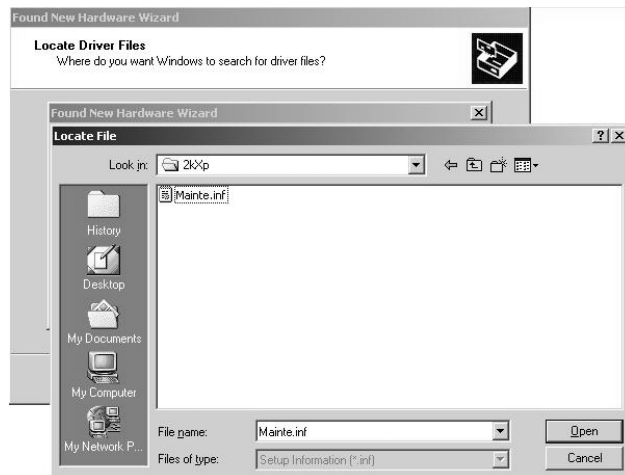 Found New Hardware Wizard
Locate Driver Files
Where do you want Windows to search for driver files?
Found New Hardware Wizard
Locate File
Look in: 2kXp
Mainte.inf
History
Desktop
My Documents
My Computer
My Network P...
File name: Mainte.inf Open
Files of type: Setup Information (*.inf) Cancel